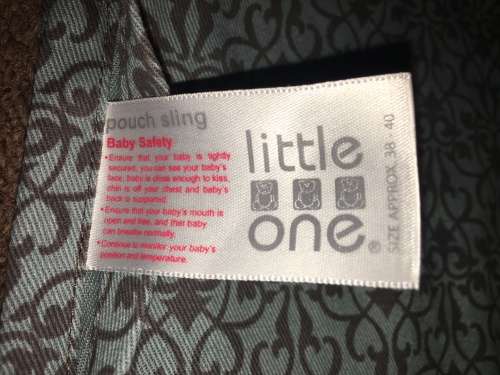 pouch sling
Baby Safety
•Ensure that your baby is tightly
secured, you can see your baby's
face, baby is close enough to kiss,
chin is off your chest and baby's
back is supported.
•Ensure that your baby's mouth is
open and free, and ther baby
can breathe normally.
•Continue to monitor your baby's
position and temperature.
little
one®
SIZE APPROX. 38 - 40